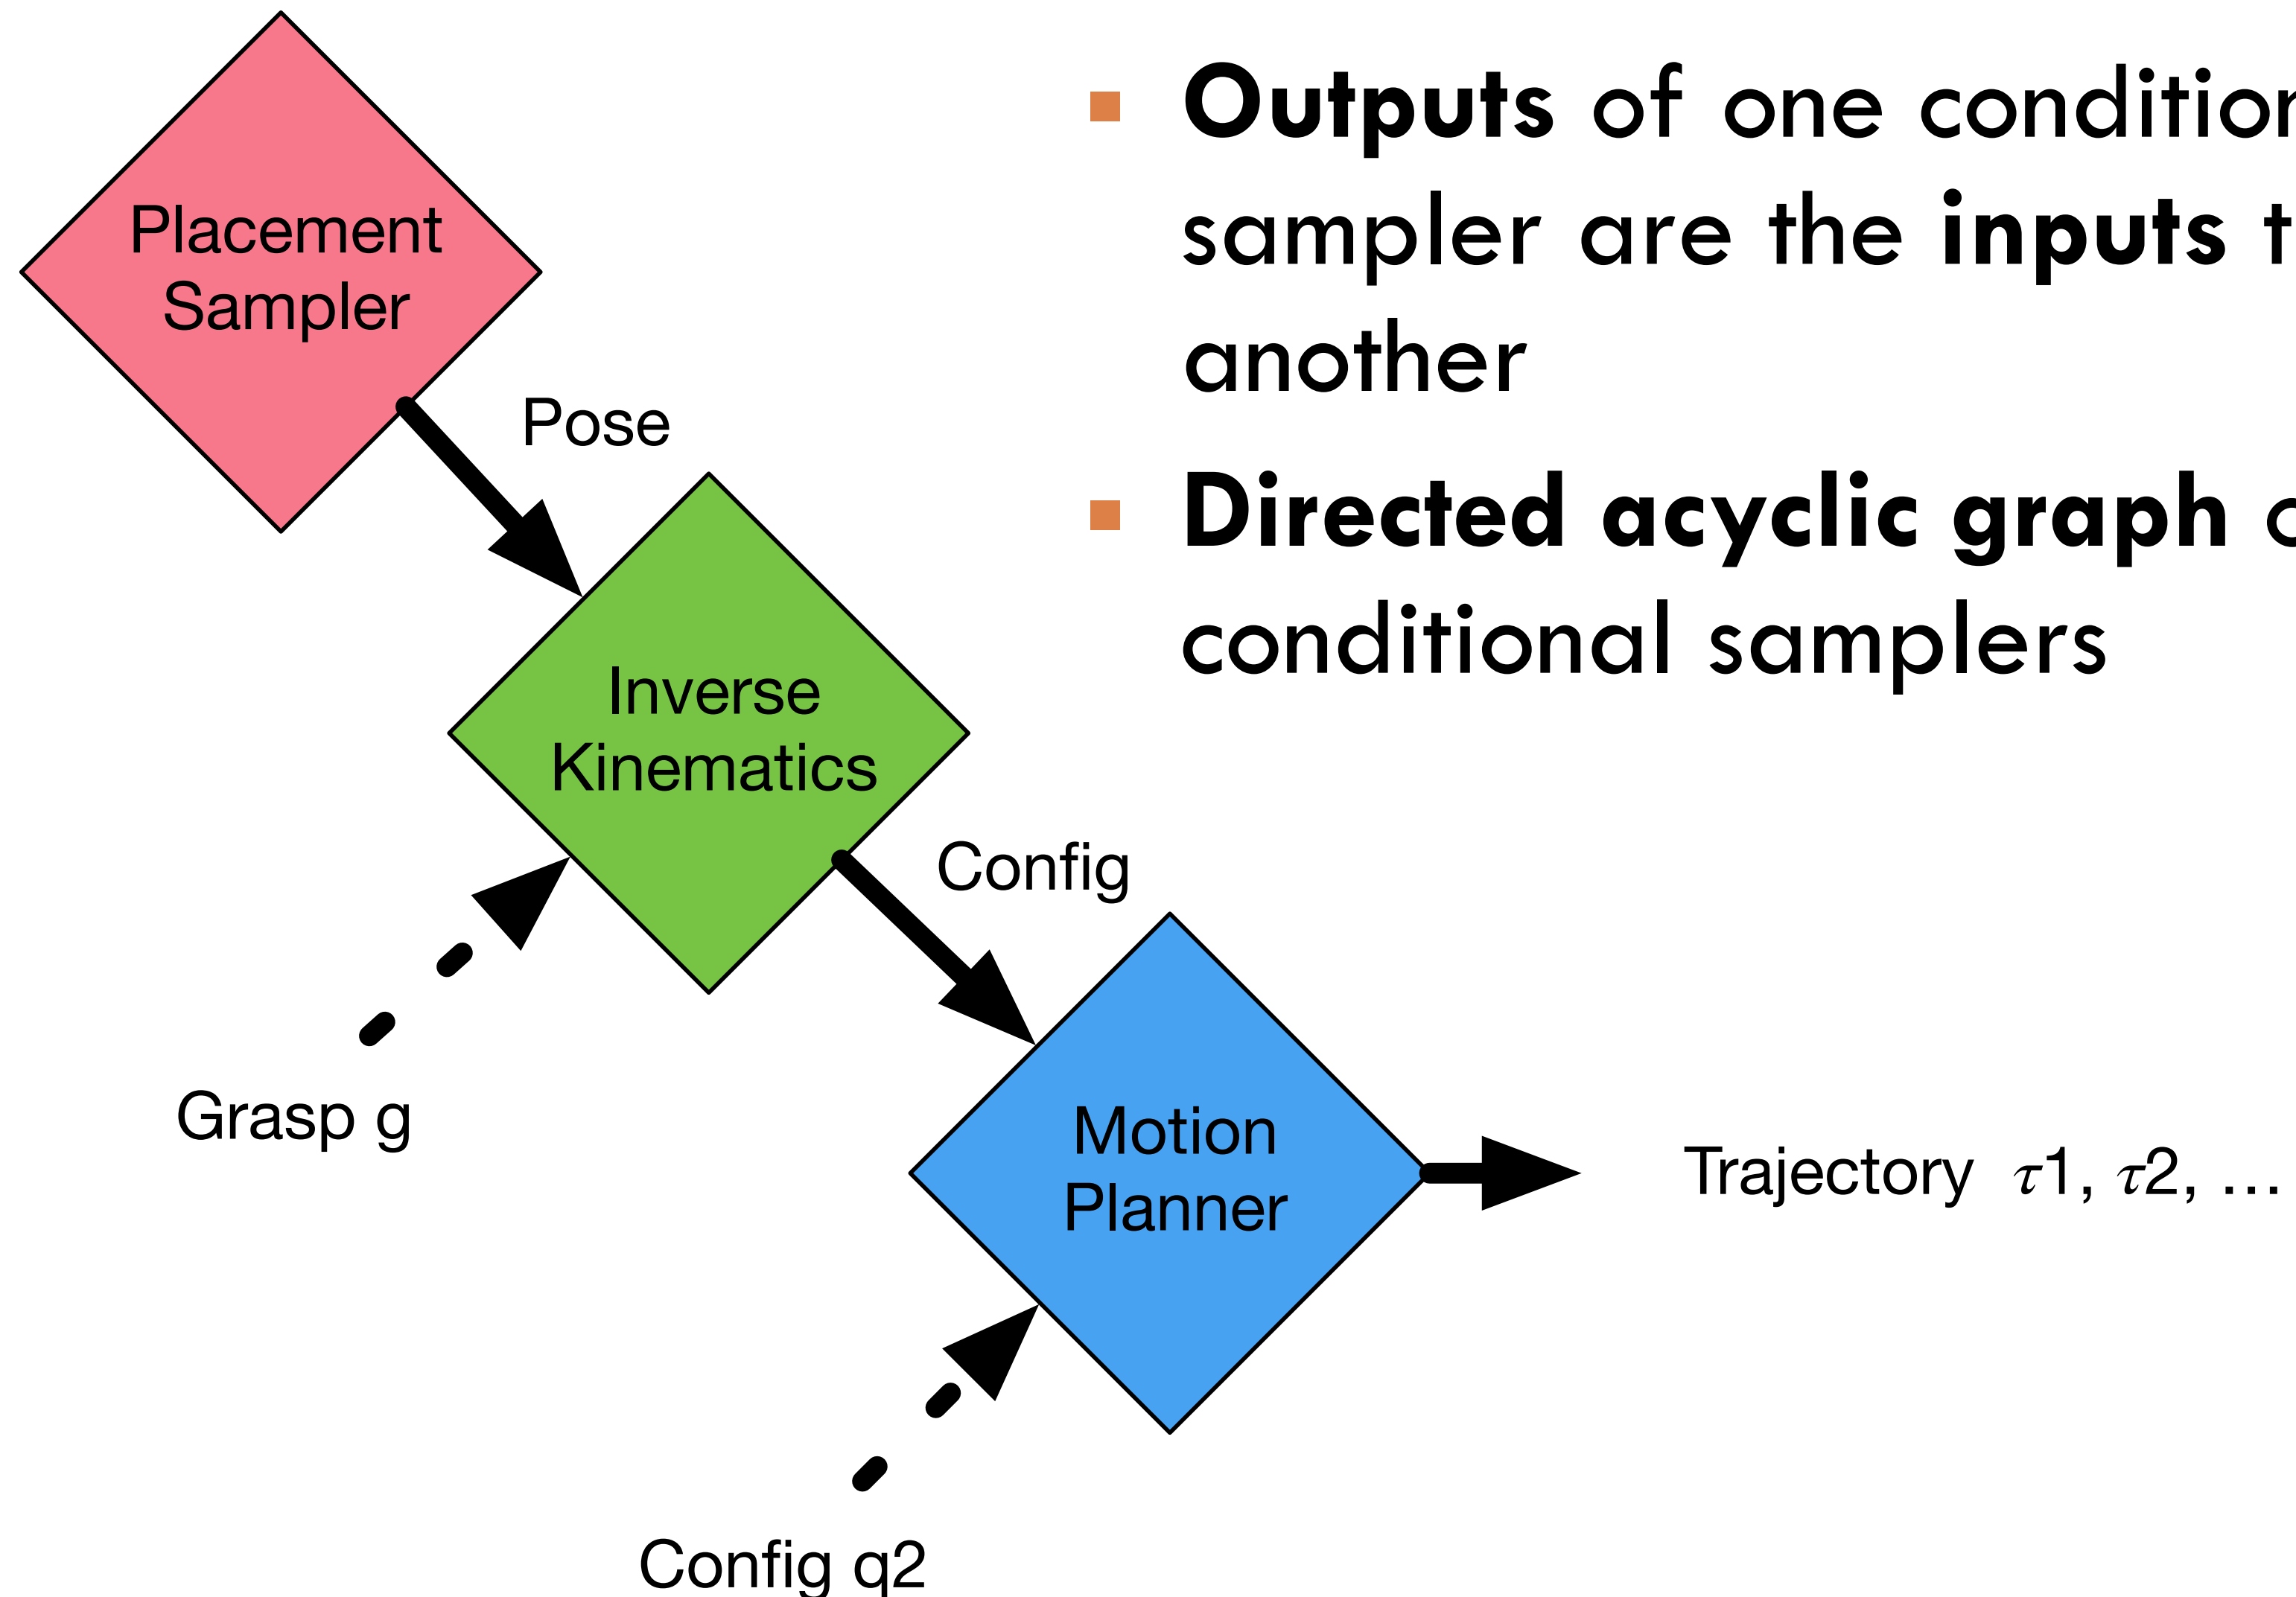 Placement
Sampler
Pose
Inverse
Kinematics
Config
Grasp g
Motion
Planner
Trajectory τ1, τ2, ...
Config q2
▪ Outputs of one
sampler are the inputs
another
▪ Directed acyclic graph
conditional samplers